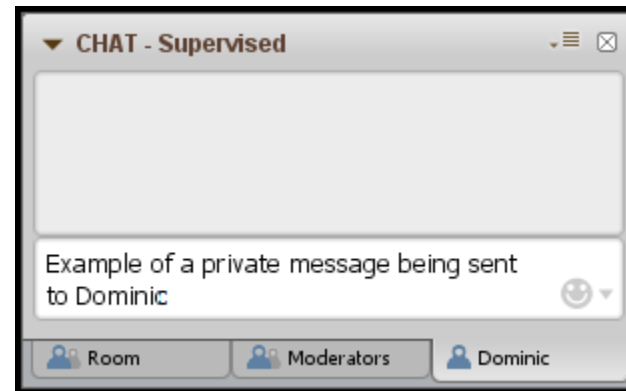 CHAT - Supervised
Example of a private message being sent
to Dominic
Room
Moderators
Dominic